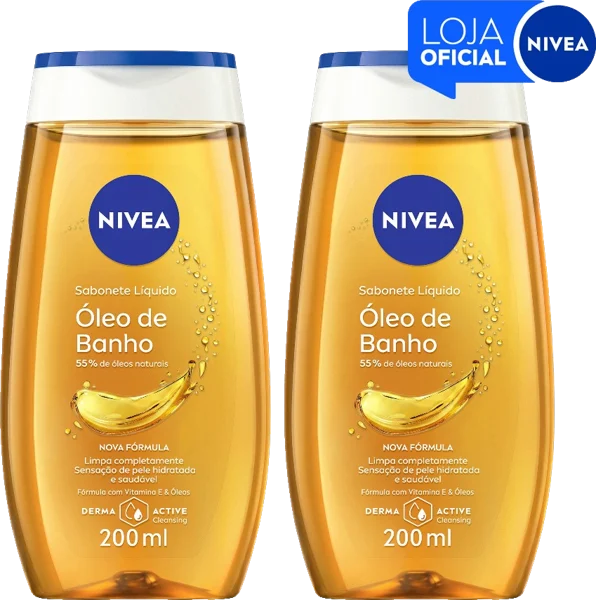 LOJA
OFICIAL
NIVEA
NIVEA
Sabonete Líquido
Óleo de
Banho
55% de óleos naturais
NOVA FÓRMULA
Limpa completamente
Sensação de pele hidratada
e saudável
Fórmula com Vitamina E & Óleos
DERMA ACTIVE
Cleansing
200 ml
NIVEA
Sabonete Líquido
Óleo de
Banho
55% de óleos naturais
NOVA FÓRMULA
Limpa completamente
Sensação de pele hidratada
e saudável
Fórmula com Vitamina E & Óleos
DERMA ACTIVE
Cleansing
200 ml